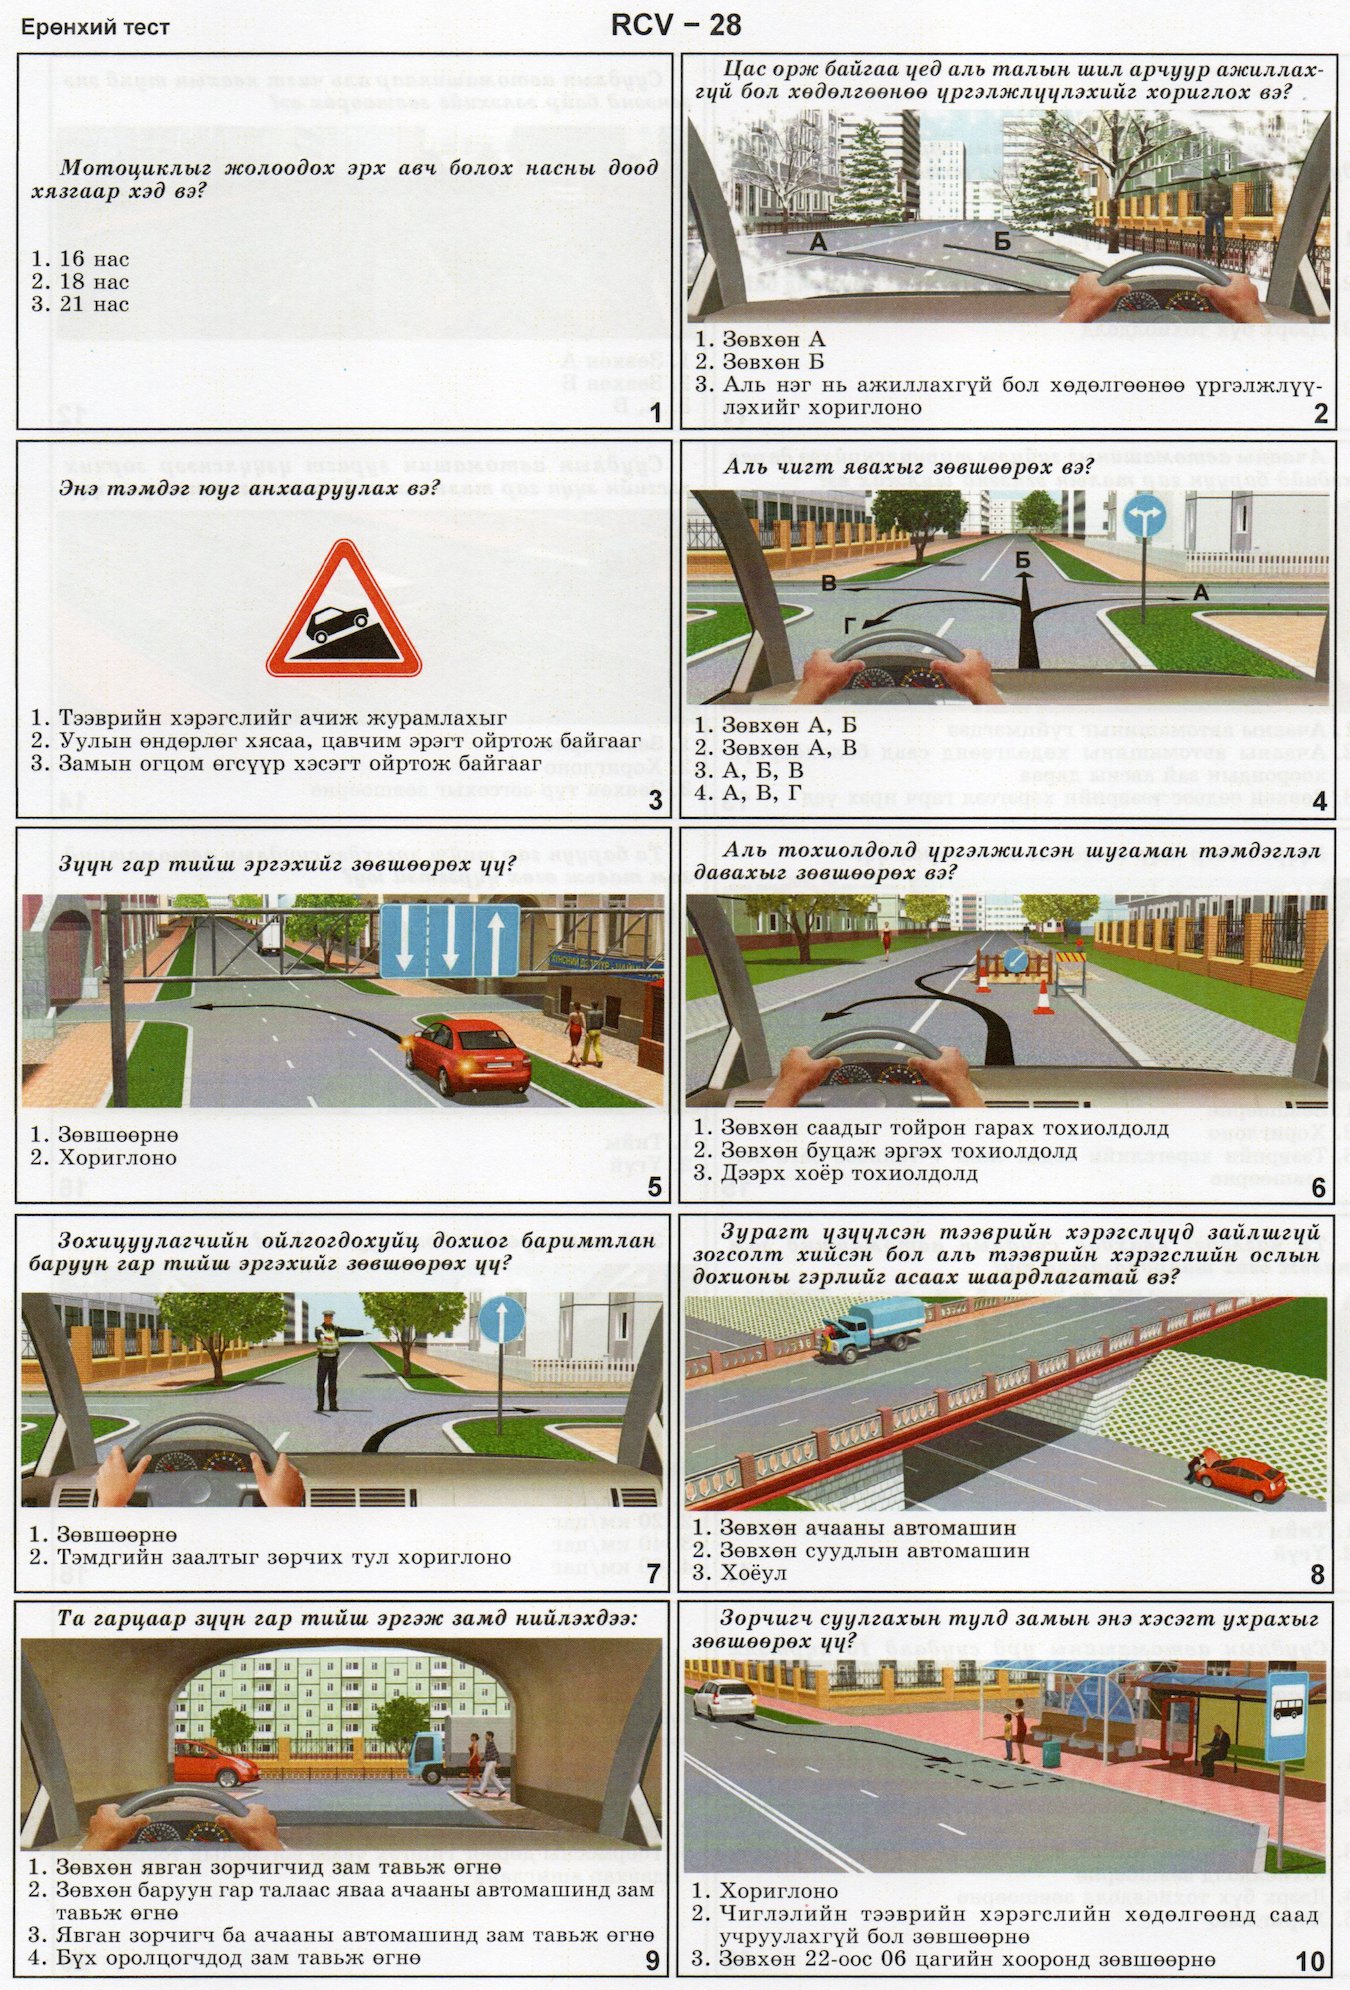 Ерөнхий тест
RCV – 28
Мотоциклыг жолоодох эрх авч болох насны доод
хязгаар хэд вэ?
1. 16 нас
2. 18 нас
3. 21 нас
1
Цас орж байгаа үед аль талын шил арчуур ажиллах-
гүй бол хөдөлгөөнөө үргэлжлүүлэхийг хориглох вэ?
А
Б
1. Зөвхөн А
2. Зөвхөн Б
3. Аль нэг нь ажиллахгүй бол хөдөлгөөнөө үргэлжлүү-
лэхийг хориглоно
2
Энэ тэмдэг юуг анхааруулах вэ?
1. Тээврийн хэрэгслийг ачиж журамлахыг
2. Уулын өндөрлөг хясаа, цавчим эрэгт ойртож байгааг
3. Замын огцом өгсүүр хэсэгт ойртож байгааг
3
Аль чигт явахыг зөвшөөрөх вэ?
Б
В
А
Г
1. Зөвхөн А, Б
2. Зөвхөн А, В
3. А, Б, В
4. А, В, Г
4
Зүүн гар тийш эргэхийг зөвшөөрөх үү?
1. Зөвшөөрнө
2. Хориглоно
5
Аль тохиолдолд үргэлжилсэн шугаман тэмдэглэл
давахыг зөвшөөрөх вэ?
1. Зөвхөн саадыг тойрон гарах тохиолдолд
2. Зөвхөн буцаж эргэх тохиолдолд
3. Дээрх хоёр тохиолдолд
6
Зохицуулагчийн ойлгогдохуйц дохиог баримтлан
баруун гар тийш эргэхийг зөвшөөрөх үү?
1. Зөвшөөрнө
2. Тэмдгийн заалтыг зөрчих тул хориглоно
7
Зурагт үзүүлсэн тээврийн хэрэгслүүд зайлшгүй
зогсолт хийсэн бол аль тээврийн хэрэгслийн ослын
дохионы гэрлийг асаах шаардлагатай вэ?
1. Зөвхөн ачааны автомашин
2. Зөвхөн суудлын автомашин
3. Хоёул
8
Та гарцаар зүүн гар тийш эргэж замд нийлэхдээ:
1. Зөвхөн явган зорчигчид зам тавьж өгнө
2. Зөвхөн баруун гар талаас яваа ачааны автомашинд зам
тавьж өгнө
3. Явган зорчигч ба ачааны автомашинд зам тавьж өгнө
4. Бүх оролцогчдод зам тавьж өгнө
9
Зорчигч суулгахын тулд замын энэ хэсэгт ухрахыг
зөвшөөрөх үү?
1. Хориглоно
2. Чиглэлийн тээврийн хэрэгслийн хөдөлгөөнд саад
учруулахгүй бол зөвшөөрнө
3. Зөвхөн 22-оос 06 цагийн хооронд зөвшөөрнө
10